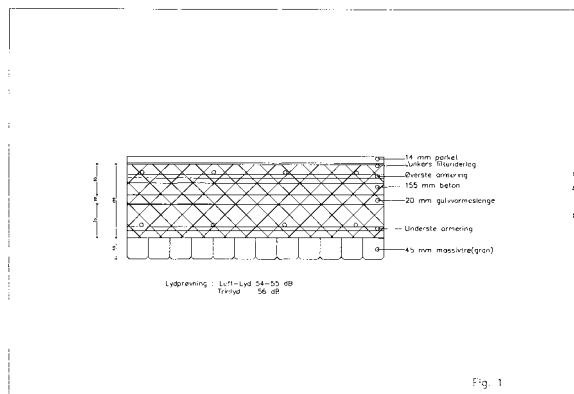 14 mm parket
Junkers filtunderlag
Øverste armering
155 mm beton
20 mm gulvvarmeslange
Underste armering
45 mm massivtre(gran)
Lydprøvning : Luft-Lyd 54-55 dB
Trinlyd 56 dB
Fig. 1